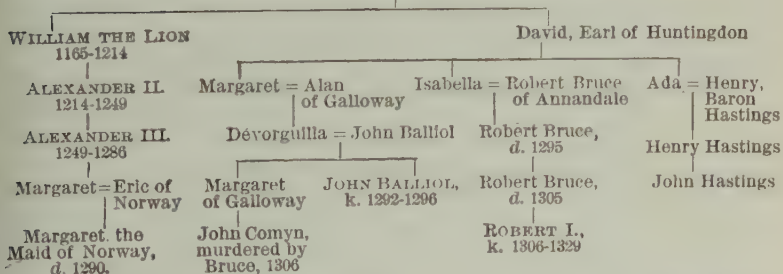 WILLIAM THE LION David, Earl of Huntingdon
1165-1214
ALEXANDER II. Margaret = Alan Isabella = Robert Bruce Ada = Henry,
1214-1249 of Galloway of Annandale Baron
Hastings
ALEXANDER III. Dévorguilla = John Balliol Robert Bruce,
1249-1286 d. 1295 Henry Hastings
Margaret = Eric of Margaret JOHN BALLIOL, Robert Bruce, John Hastings
Norway of Galloway k. 1292-1296 d. 1305
Margaret. the John Comyn, ROBERT I.,
Maid of Norway, murdered by k. 1306-1329
d. 1290. Bruce, 1306